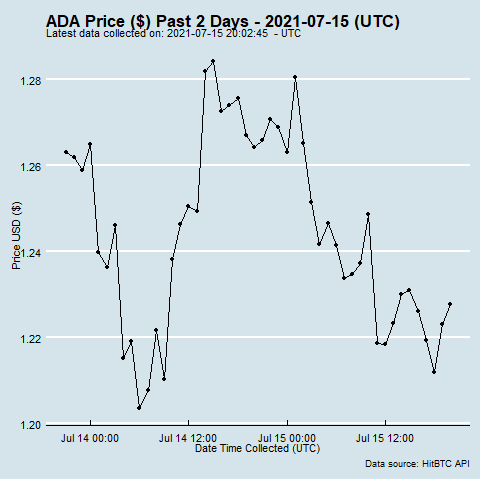 ADA Price ($) Past 2 Days - 2021-07-15 (UTC)
Latest data collected on: 2021-07-15 20:02:45 - UTC
1.28
1.26
1.24
1.22
1.20
Price USD ($)
Jul 14 00:00 Jul 14 12:00 Jul 15 00:00 Jul 15 12:00
Date Time Collected (UTC)
Data source: HitBTC API